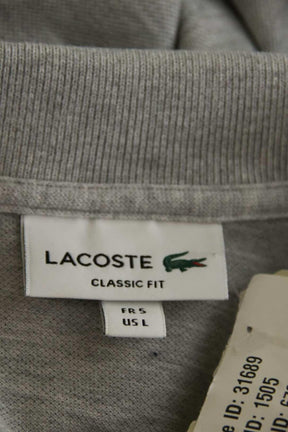 LACOSTE
CLASSIC FIT
FR 5
US L
ID: 31689
ID: 1505